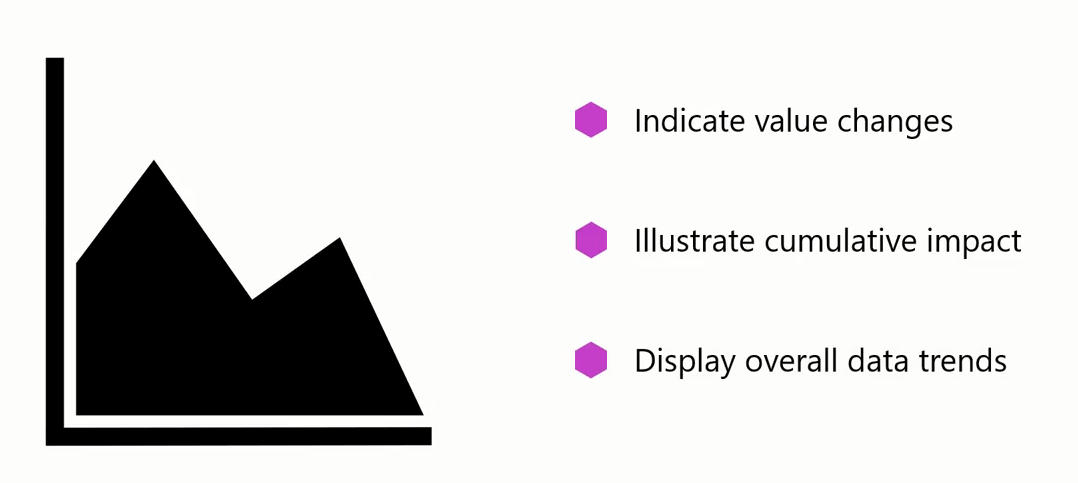 Indicate value changes
Illustrate cumulative impact
Display overall data trends